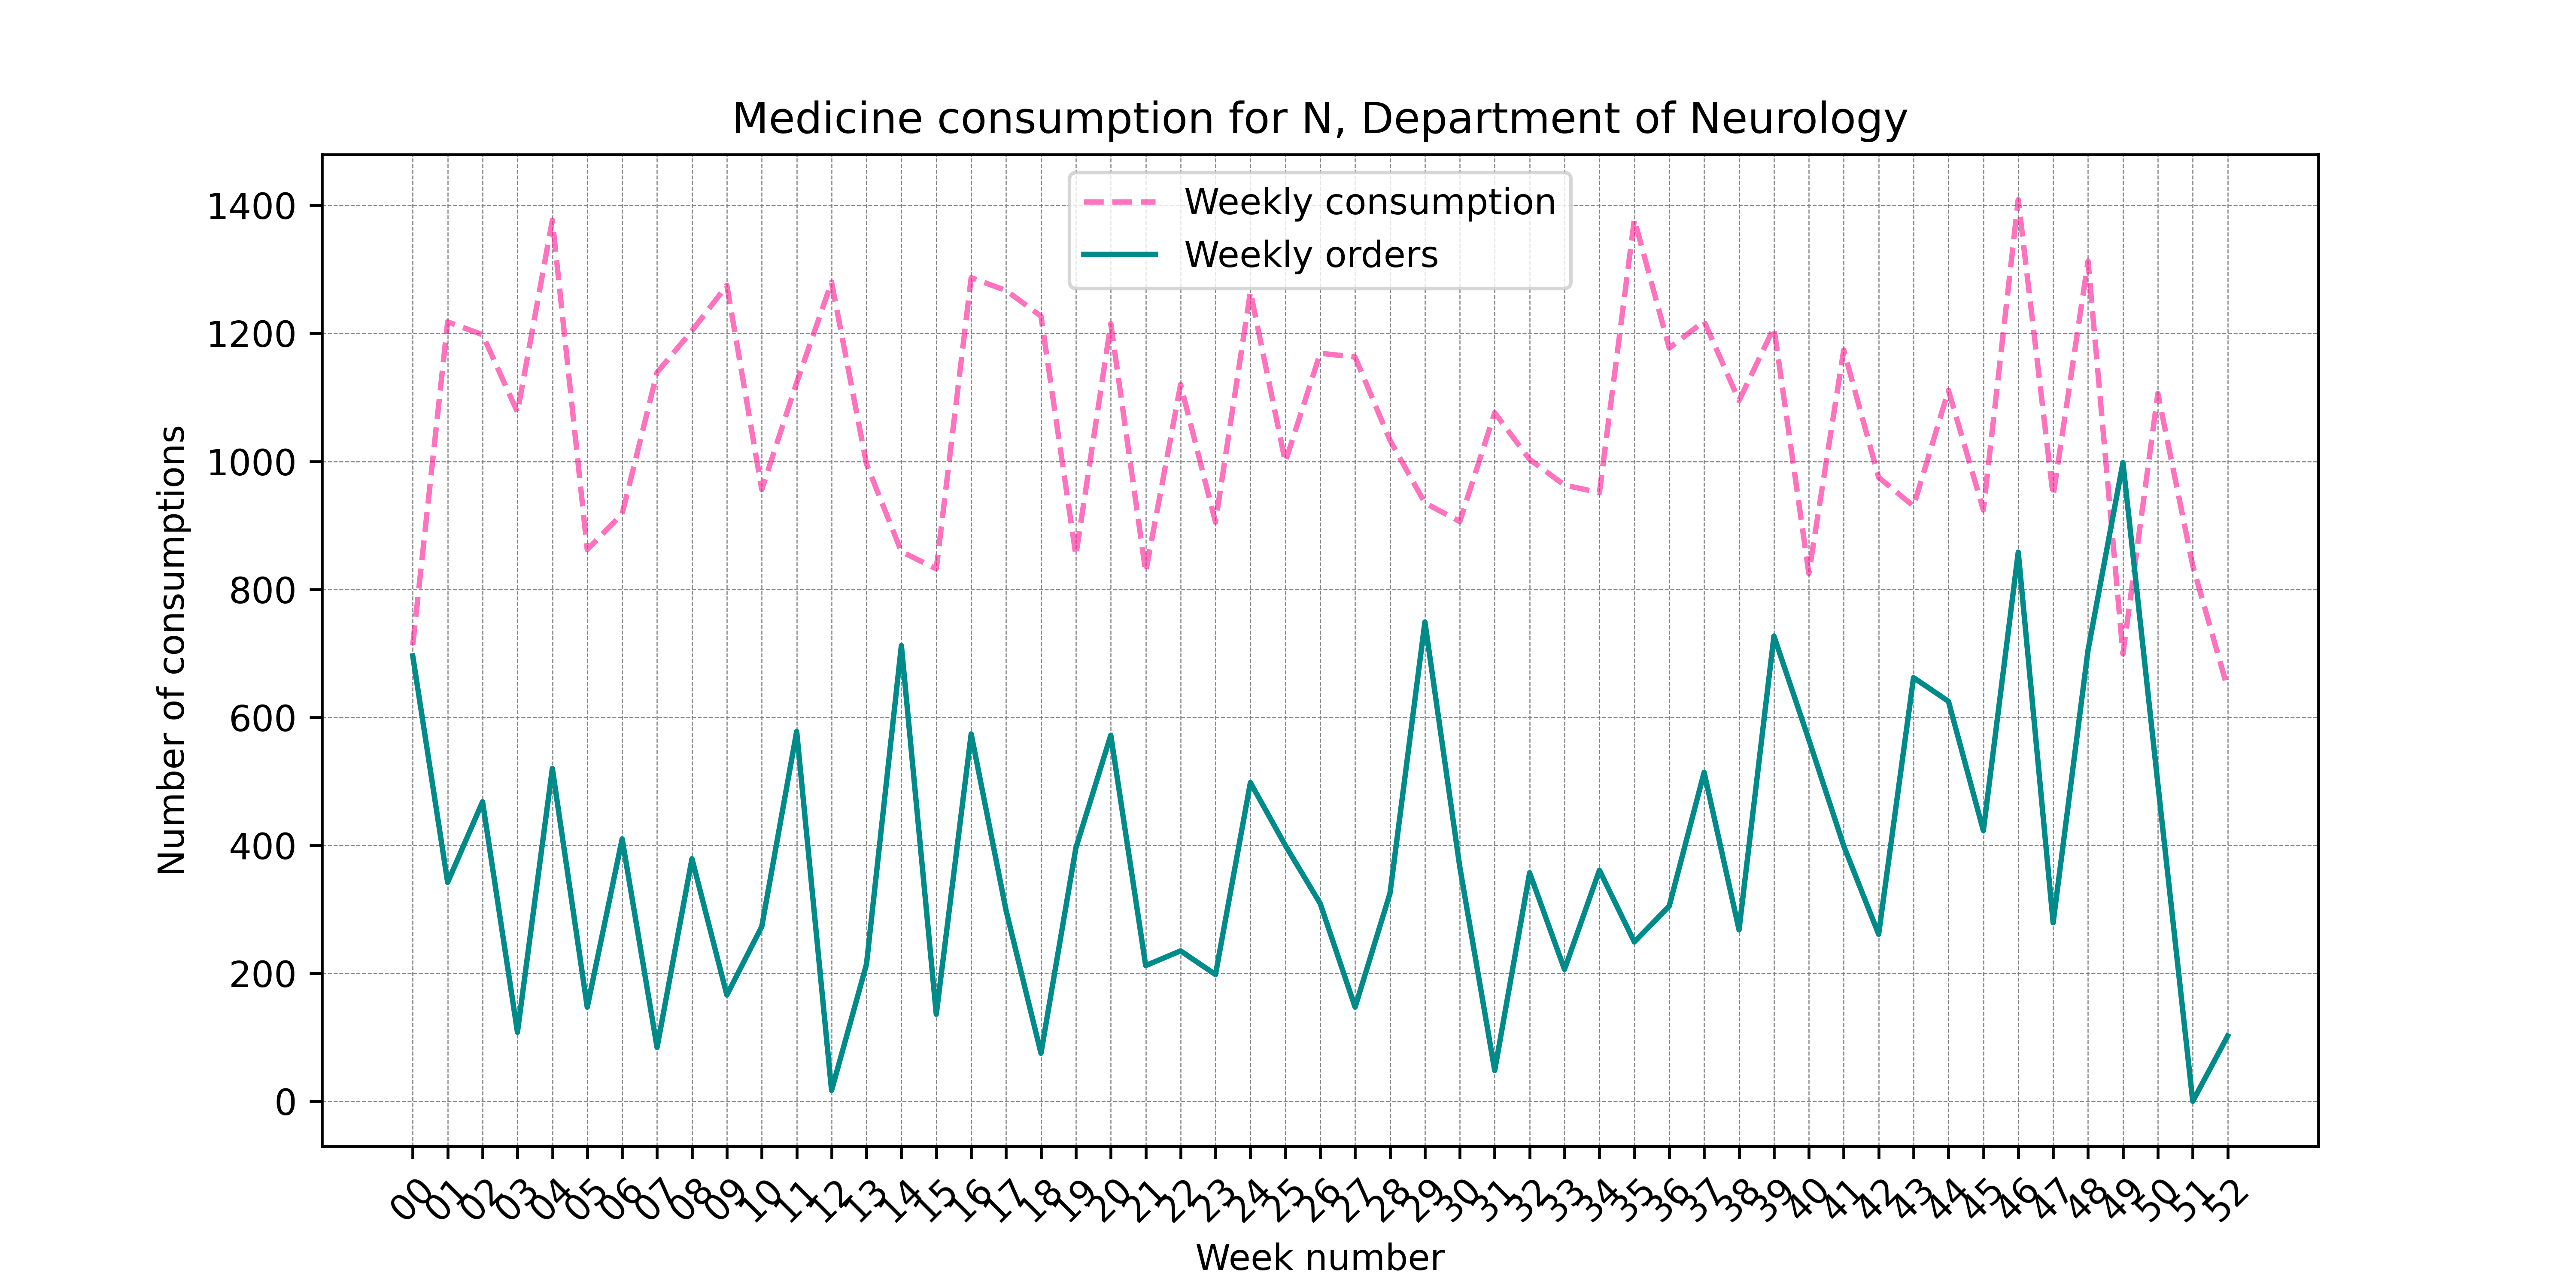 Medicine consumption for N, Department of Neurology
Weekly consumption
Weekly orders
Number of consumptions
1400
1200
1000
800
600
400
200
0
00 01 02 03 04 05 06 07 08 09 10 11 12 13 14 15 16 17 18 19 20 21 22 23 24 25 26 27 28 29 30 31 32 33 34 35 36 37 38 39 40 41 42 43 44 45 46 47 48 49 50 51 52
Week number